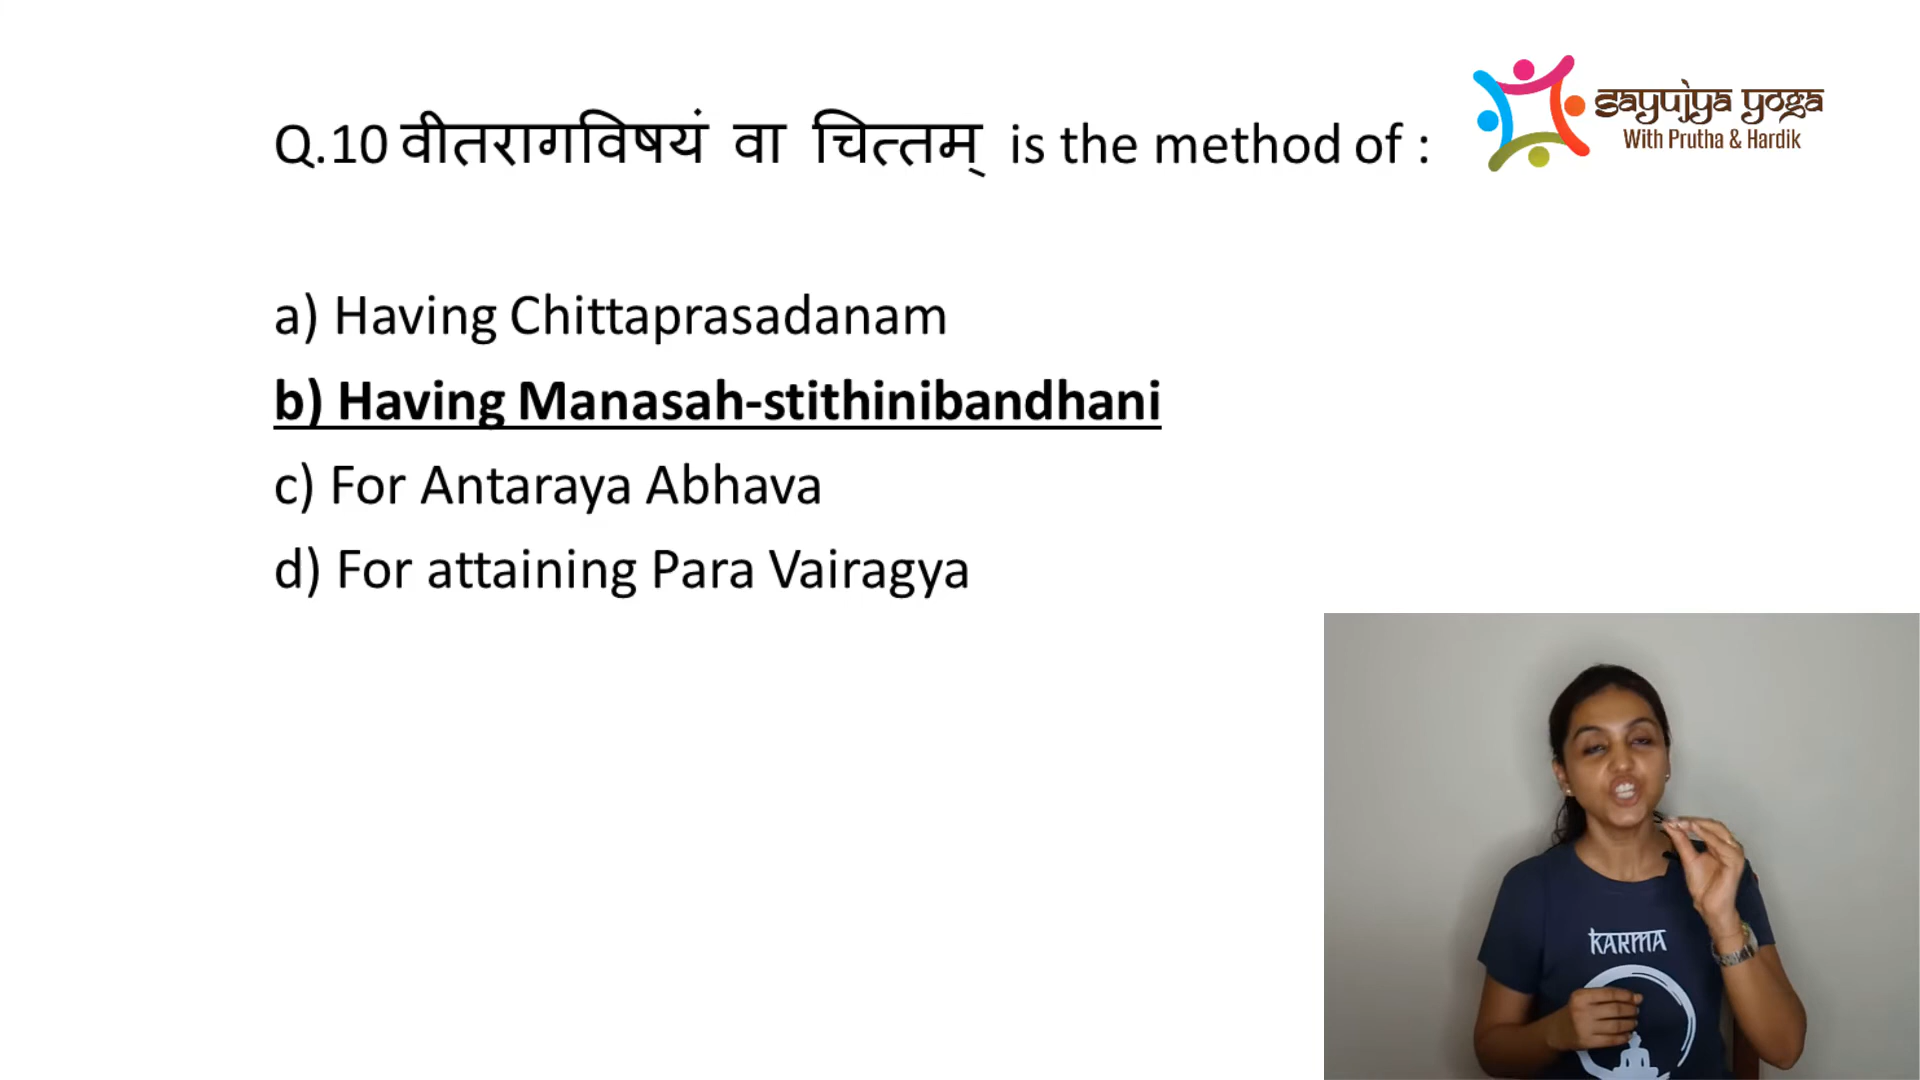 Q.10 वीतरागविषयं वा चित्तम् is the method of :
sayujya yoga
With Prutha & Hardik
a) Having Chittaprasadanam
b) Having Manasah-stithinibandhani
c) For Antaraya Abhava
d) For attaining Para Vairagya
KARMA